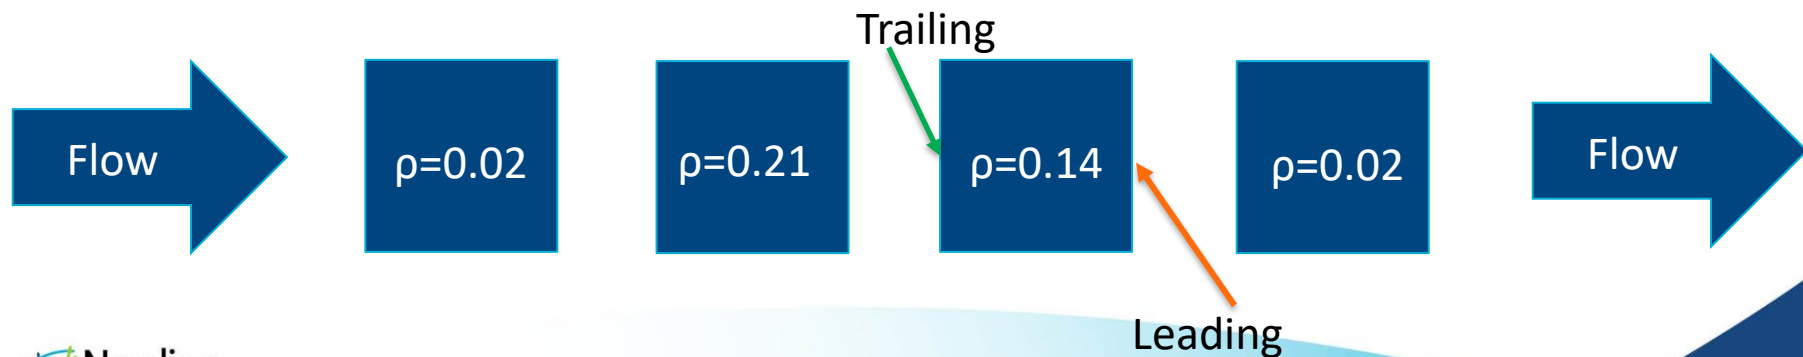 Trailing
Flow
ρ=0.02
ρ=0.21
ρ=0.14
ρ=0.02
Flow
Leading